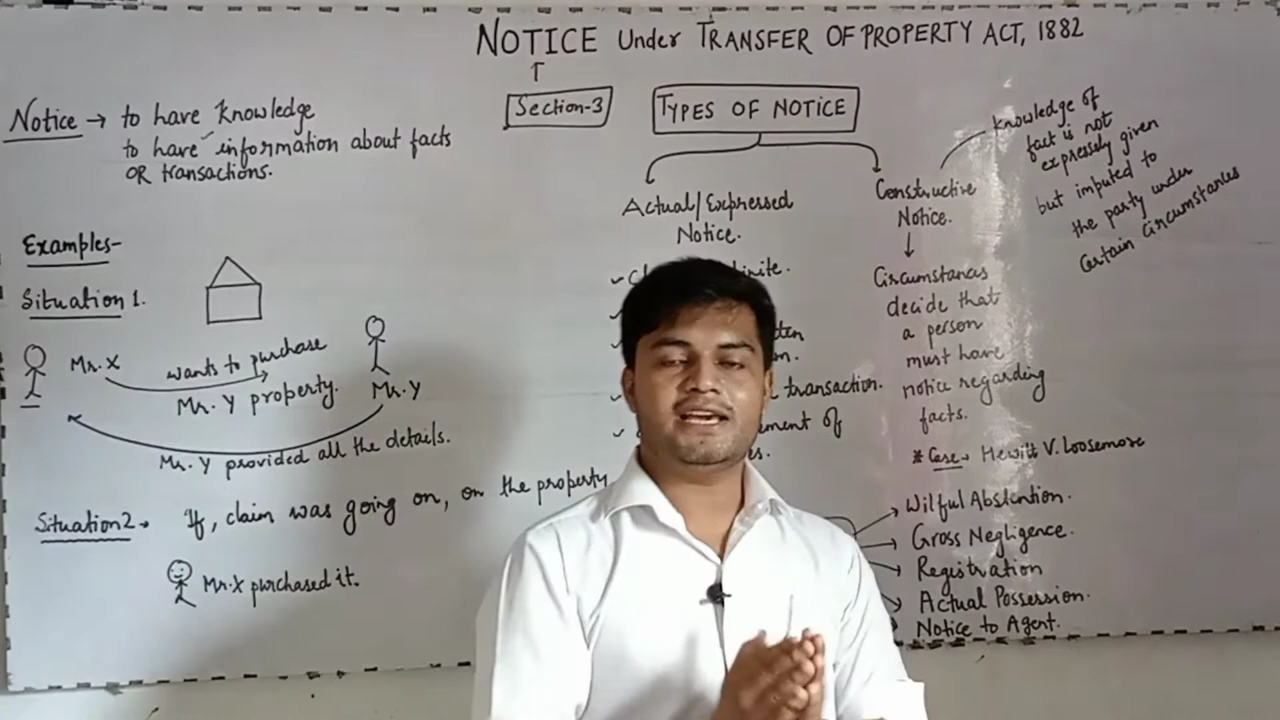 NOTICE Under TRANSFER OF PROPERTY ACT, 1882
Section-3
Notice → to have knowledge
to have information about facts
OR transactions.
Examples-
Situation 1.
Mr. X
wants to purchase
Mr. Y property.
Mr. Y
Mr. Y provided all the details.
Situation 2 →
If, claim was going on, on the property
Mr. X purchased it.
TYPES OF NOTICE
Actual/Expressed
Notice.
transaction.
of
Constructive
Notice.
Knowledge of
fact is not
expressly given
but imputed to
the party under
Certain Circumstances
Circumstances
decide that
a person
must have
notice regarding
facts.
* Case → Hewitt V. Loosemore
Wilful Abstention.
Gross Negligence.
Registration
Actual Possession.
Notice to Agent.